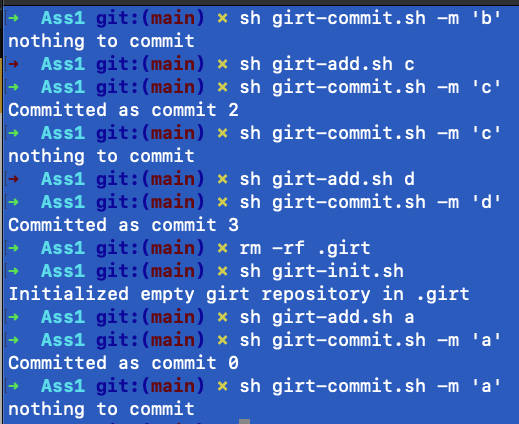 ➜  Ass1 git:(main) ✗ sh girt-commit.sh -m 'b'
nothing to commit
➜  Ass1 git:(main) ✗ sh girt-add.sh c
➜  Ass1 git:(main) ✗ sh girt-commit.sh -m 'c'
Committed as commit 2
➜  Ass1 git:(main) ✗ sh girt-commit.sh -m 'c'
nothing to commit
➜  Ass1 git:(main) ✗ sh girt-add.sh d
➜  Ass1 git:(main) ✗ sh girt-commit.sh -m 'd'
Committed as commit 3
➜  Ass1 git:(main) ✗ rm -rf .girt
➜  Ass1 git:(main) ✗ sh girt-init.sh
Initialized empty girt repository in .girt
➜  Ass1 git:(main) ✗ sh girt-add.sh a
➜  Ass1 git:(main) ✗ sh girt-commit.sh -m 'a'
Committed as commit 0
➜  Ass1 git:(main) ✗ sh girt-commit.sh -m 'a'
nothing to commit